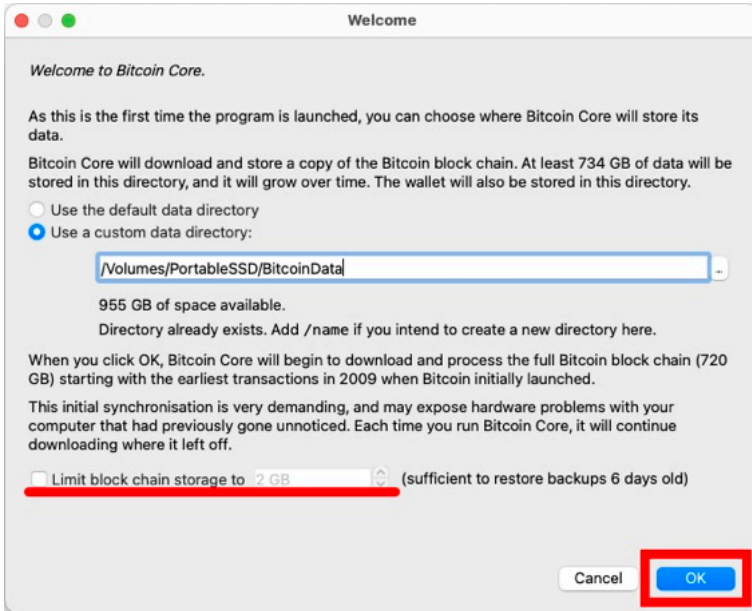 Welcome
Welcome to Bitcoin Core.
As this is the first time the program is launched, you can choose where Bitcoin Core will store its
data.
Bitcoin Core will download and store a copy of the Bitcoin block chain. At least 734 GB of data will be
stored in this directory, and it will grow over time. The wallet will also be stored in this directory.
Use the default data directory
Use a custom data directory:
/Volumes/PortableSSD/BitcoinData
...
955 GB of space available.
Directory already exists. Add /name if you intend to create a new directory here.
When you click OK, Bitcoin Core will begin to download and process the full Bitcoin block chain (720
GB) starting with the earliest transactions in 2009 when Bitcoin initially launched.
This initial synchronisation is very demanding, and may expose hardware problems with your
computer that had previously gone unnoticed. Each time you run Bitcoin Core, it will continue
downloading where it left off.
Limit block chain storage to 2 GB (sufficient to restore backups 6 days old)
Cancel OK